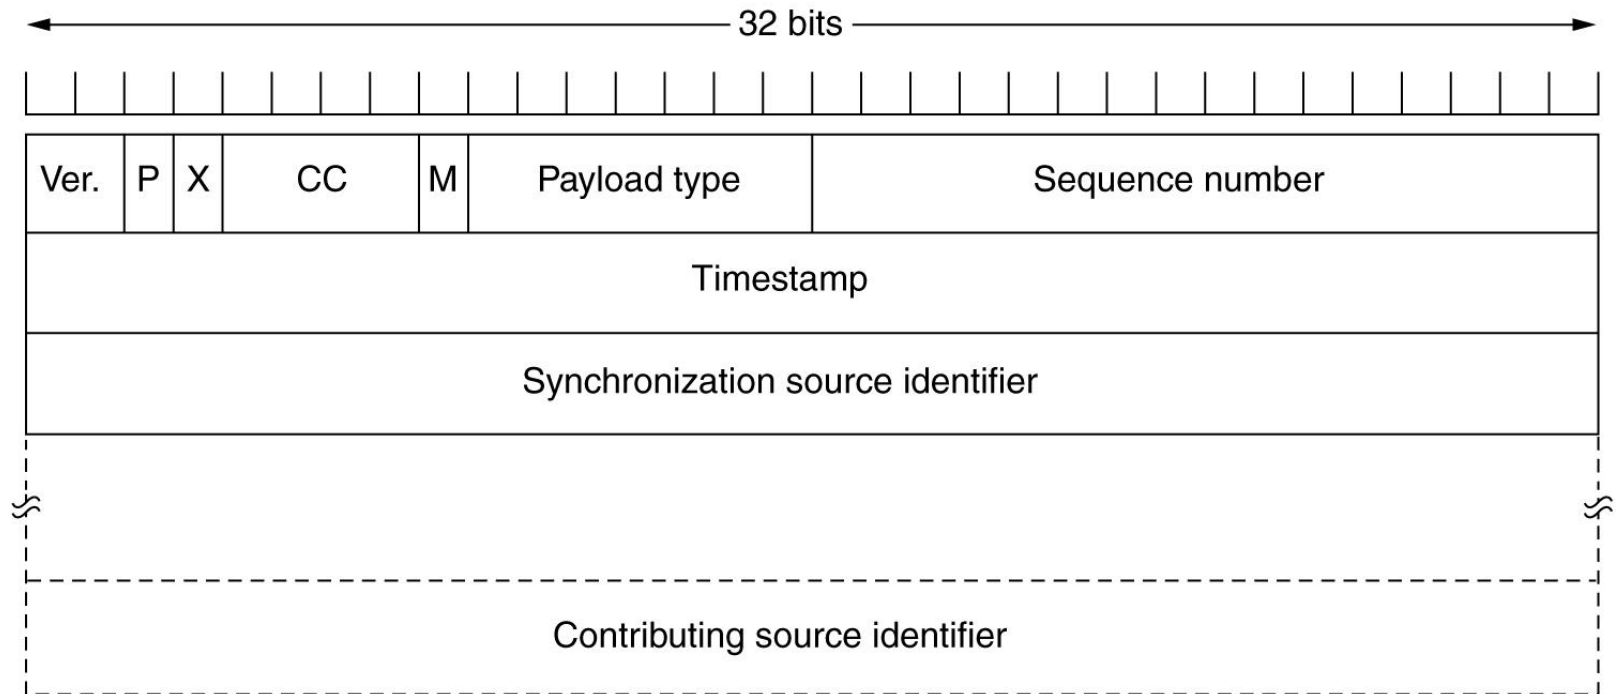 32 bits
Ver. P X CC M Payload type Sequence number
Timestamp
Synchronization source identifier
Contributing source identifier